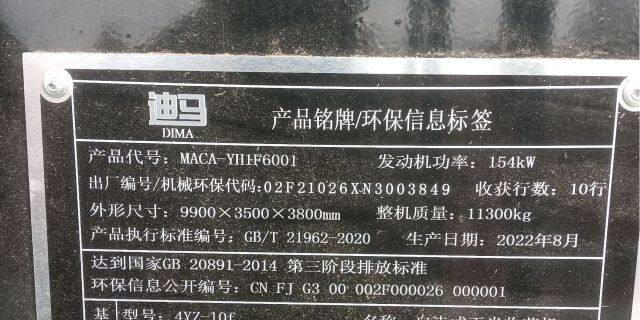 迪马
DIMA
产品铭牌/环保信息标签
产品代号：MACA-YH1F6001 发动机功率：154kW
出厂编号/机械环保代码:02F21026XN3003849 收获行数：10行
外形尺寸：9900×3500×3800mm 整机质量：11300kg
产品执行标准编号：GB/T 21962-2020 生产日期：2022年8月
达到国家GB 20891-2014 第三阶段排放标准
环保信息公开编号：CN FJ G3 00 002F000026 000001
基 型号：4YZ-10f